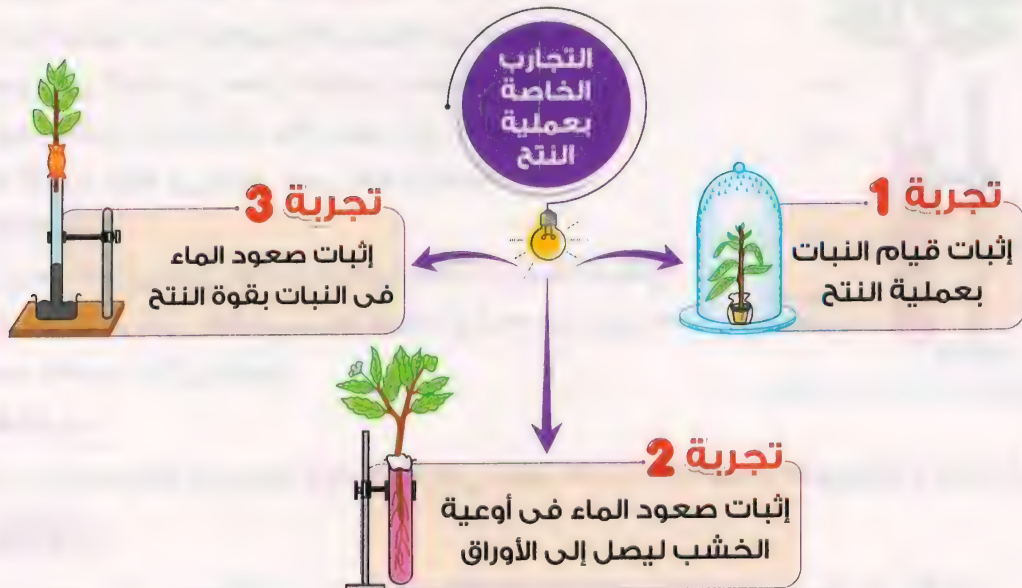 التجارب
الخاصة
بعملية
النتح
تجربة 1
إثبات قيام النبات
بعملية النتح
تجربة 2
إثبات صعود الماء فى أوعية
الخشب ليصل إلى الأوراق
تجربة 3
إثبات صعود الماء
فى النبات بقوة النتح